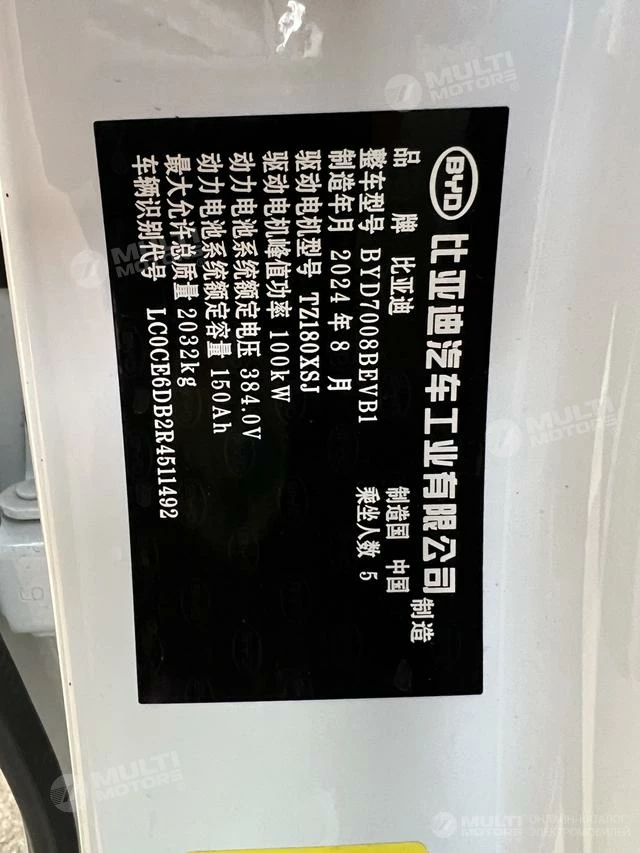 BYD 比亚迪汽车工业有限公司 制造
品 牌 比亚迪 制造国 中国
整车型号 BYD7008BEVB1 乘坐人数 5
制造年月 2024 年 8 月
驱动电机型号 TZ180XSJ
驱动电机峰值功率 100kW
动力电池系统额定电压 384.0V
动力电池系统额定容量 150Ah
最大允许总质量 2032kg
车辆识别代号 LC0CE6DB2R4511492
MULTI MOTORS
MULTI MOTORS
MULTI MOTORS
MULTI MOTORS
MULTI MOTORS
ОНЛАЙН-КАТАЛОГ
ЭЛЕКТРОМОБИЛЕЙ